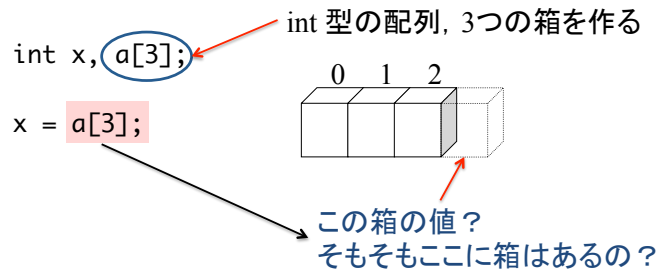 int 型の配列，3つの箱を作る
int x, a[3];
0 1 2
x = a[3];
この箱の値？
そもそもここに箱はあるの？